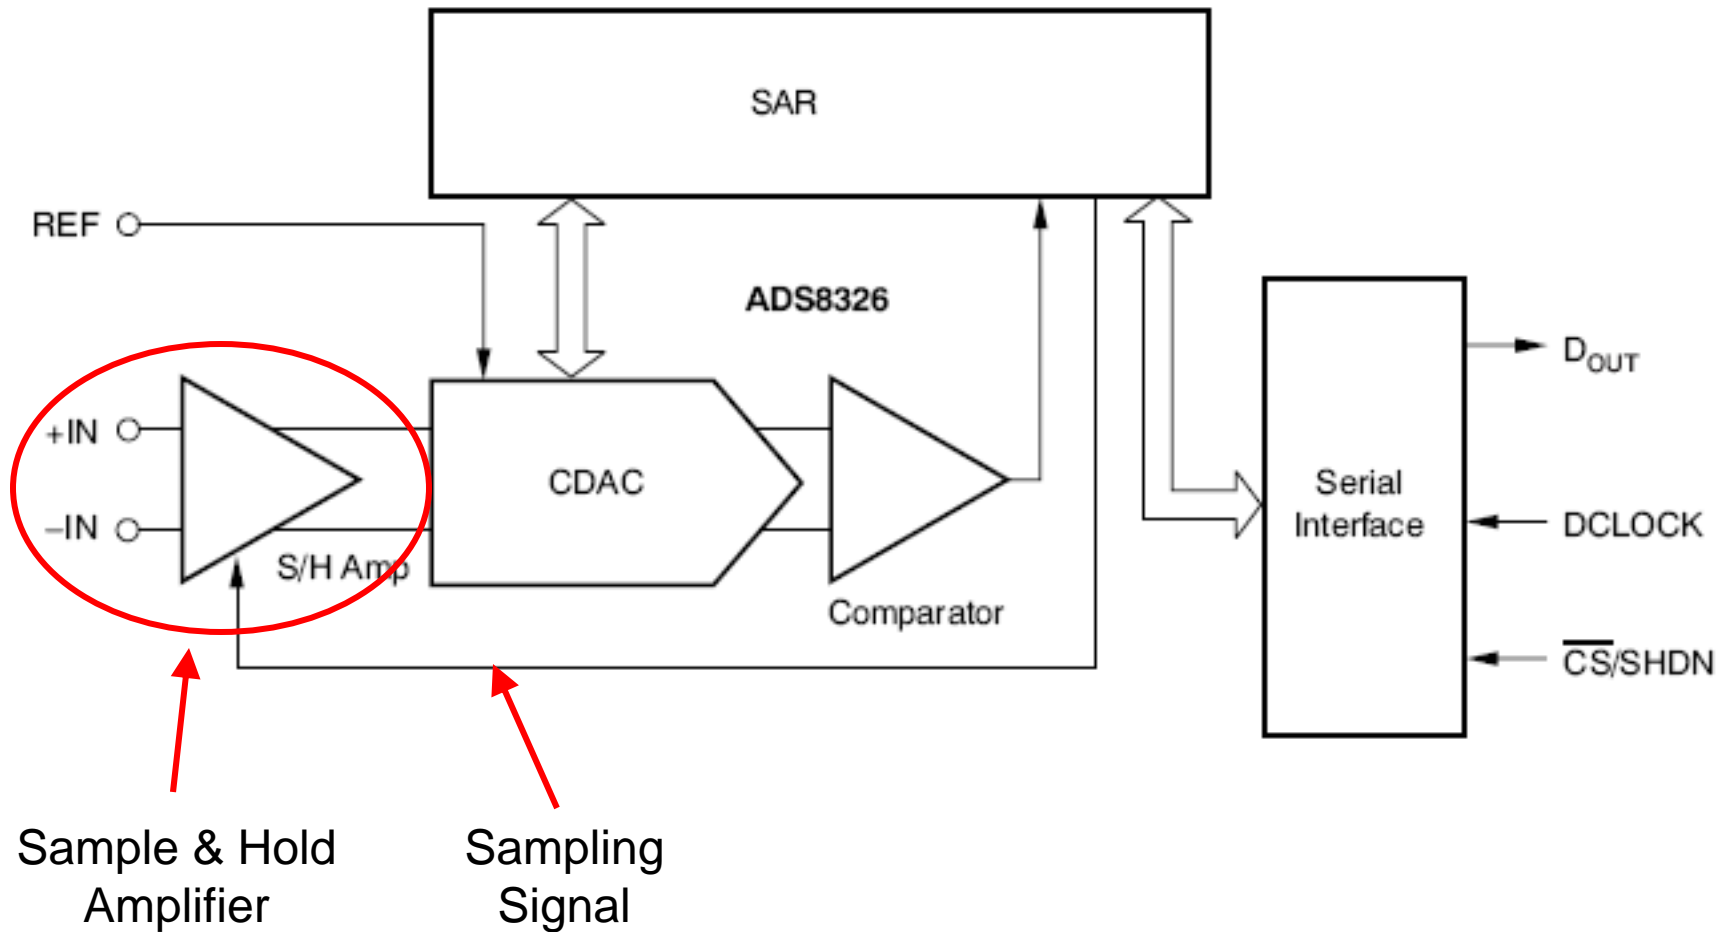 SAR
REF
ADS8326
+IN
–IN
S/H Amp
CDAC
Comparator
Serial
Interface
DOUT
DCLOCK
CS/SHDN
Sample & Hold
Amplifier
Sampling
Signal